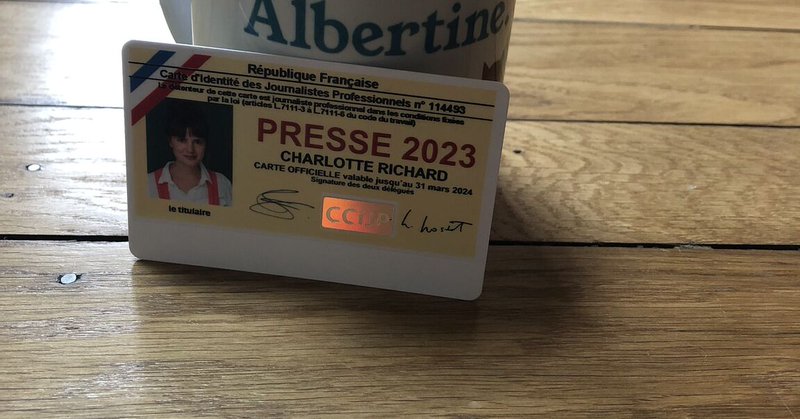 Albertine.
République Française
Carte d'identité des Journalistes Professionnels n° 114493
Le détenteur de cette carte est journaliste professionnel dans les conditions fixées
par la loi (articles L.7111-3 à L.7111-6 du code du travail)
PRESSE 2023
CHARLOTTE RICHARD
CARTE OFFICIELLE valable jusqu'au 31 mars 2024
Signature des deux délégués
le titulaire
CCIJP